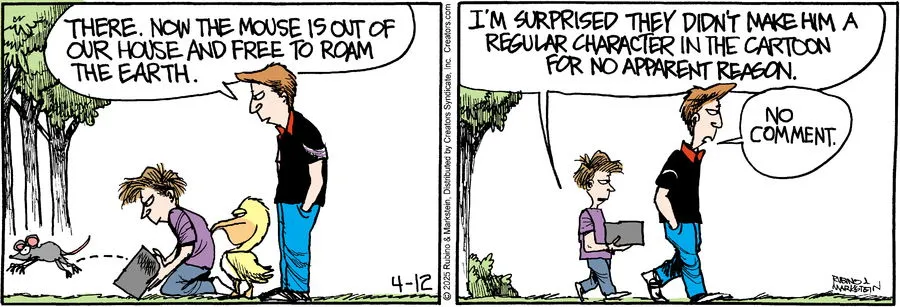 THERE. NOW THE MOUSE IS OUT OF
OUR HOUSE AND FREE TO ROAM
THE EARTH.
4-12
© 2025 Rubino & Markstein, Distributed by Creators Syndicate, Inc. Creators.com
I'M SURPRISED THEY DIDN'T MAKE HIM A
REGULAR CHARACTER IN THE CARTOON
FOR NO APPARENT REASON.
NO
COMMENT.
RUBINO &
MARKSTEIN